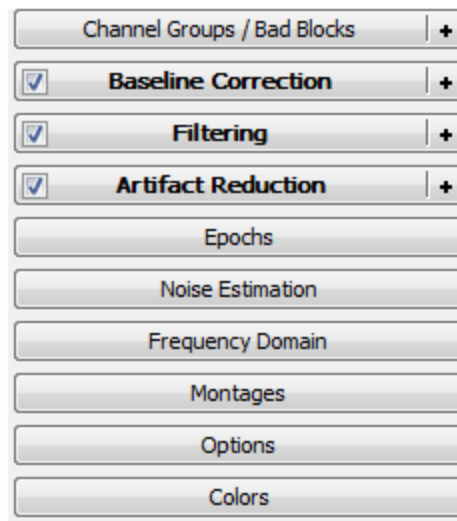 Channel Groups / Bad Blocks +
Baseline Correction +
Filtering +
Artifact Reduction +
Epochs
Noise Estimation
Frequency Domain
Montages
Options
Colors